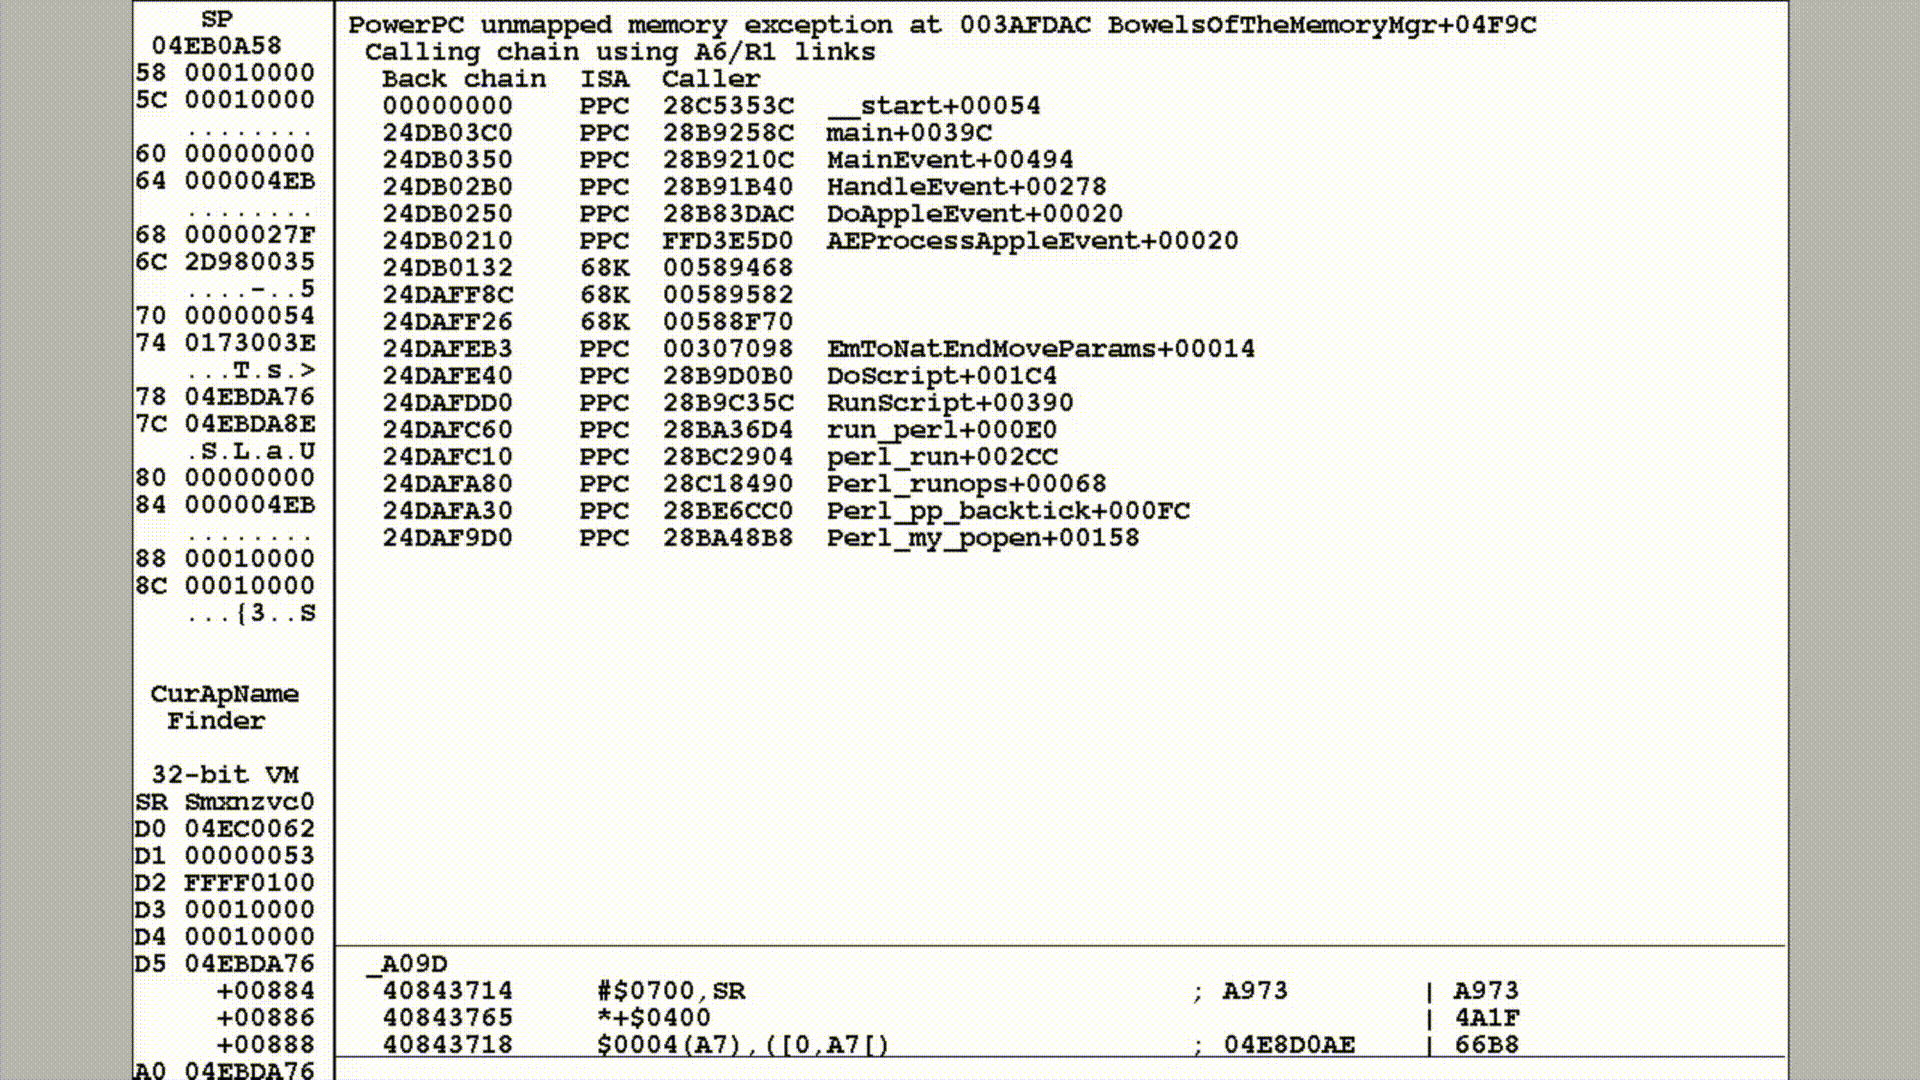 SP
04EB0A58
58 00010000
5C 00010000
........
60 00000000
64 000004EB
........
68 0000027F
6C 2D980035
....-..5
70 00000054
74 0173003E
...T.s.>
78 04EBDA76
7C 04EBDA8E
.S.L.a.U
80 00000000
84 000004EB
........
88 00010000
8C 00010000
...{3..S
CurApName
Finder
32-bit VM
SR Smxnzvc0
D0 04EC0062
D1 00000053
D2 FFFF0100
D3 00010000
D4 00010000
D5 04EBDA76
+00884
+00886
+00888
A0 04EBDA76
PowerPC unmapped memory exception at 003AFDAC BowelsOfTheMemoryMgr+04F9C
Calling chain using A6/R1 links
Back chain ISA Caller
00000000 PPC 28C5353C __start+00054
24DB03C0 PPC 28B9258C main+0039C
24DB0350 PPC 28B9210C MainEvent+00494
24DB02B0 PPC 28B91B40 HandleEvent+00278
24DB0250 PPC 28B83DAC DoAppleEvent+00020
24DB0210 PPC FFD3E5D0 AEProcessAppleEvent+00020
24DB0132 68K 00589468
24DAFF8C 68K 00589582
24DAFF26 68K 00588F70
24DAFEB3 PPC 00307098 EmToNatEndMoveParams+00014
24DAFE40 PPC 28B9D0B0 DoScript+001C4
24DAFDD0 PPC 28B9C35C RunScript+00390
24DAFC60 PPC 28BA36D4 run_perl+000E0
24DAFC10 PPC 28BC2904 perl_run+002CC
24DAFA80 PPC 28C18490 Perl_runops+00068
24DAFA30 PPC 28BE6CC0 Perl_pp_backtick+000FC
24DAF9D0 PPC 28BA48B8 Perl_my_popen+00158
_A09D
40843714 #$0700,SR ; A973 | A973
40843765 *+$0400 | 4A1F
40843718 $0004(A7),([0,A7[) ; 04E8D0AE | 66B8